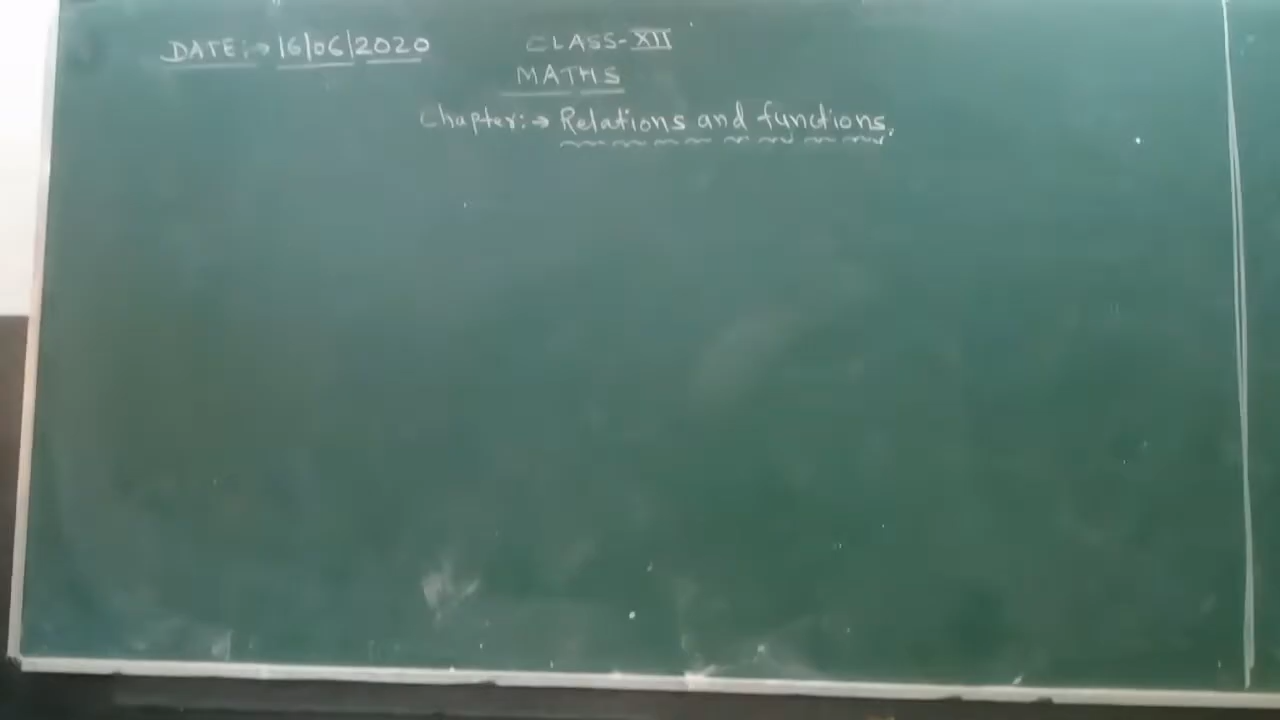 DATE:→ 16/06/2020 CLASS-XII
MATHS
Chapter:→ Relations and functions.